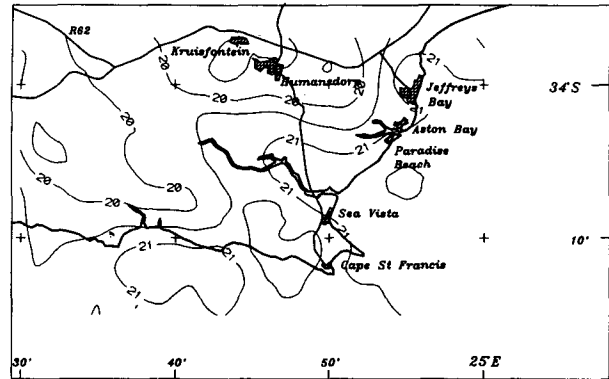 R62
Kruisfontein
Humansdorp
21
20
20
20
34°S
Jeffreys
Bay
21
Aston Bay
Paradise
Beach
21
20
20
21
Sea Vista
21
10'
21
21
21
Cape St Francis
30'
40'
50'
25°E